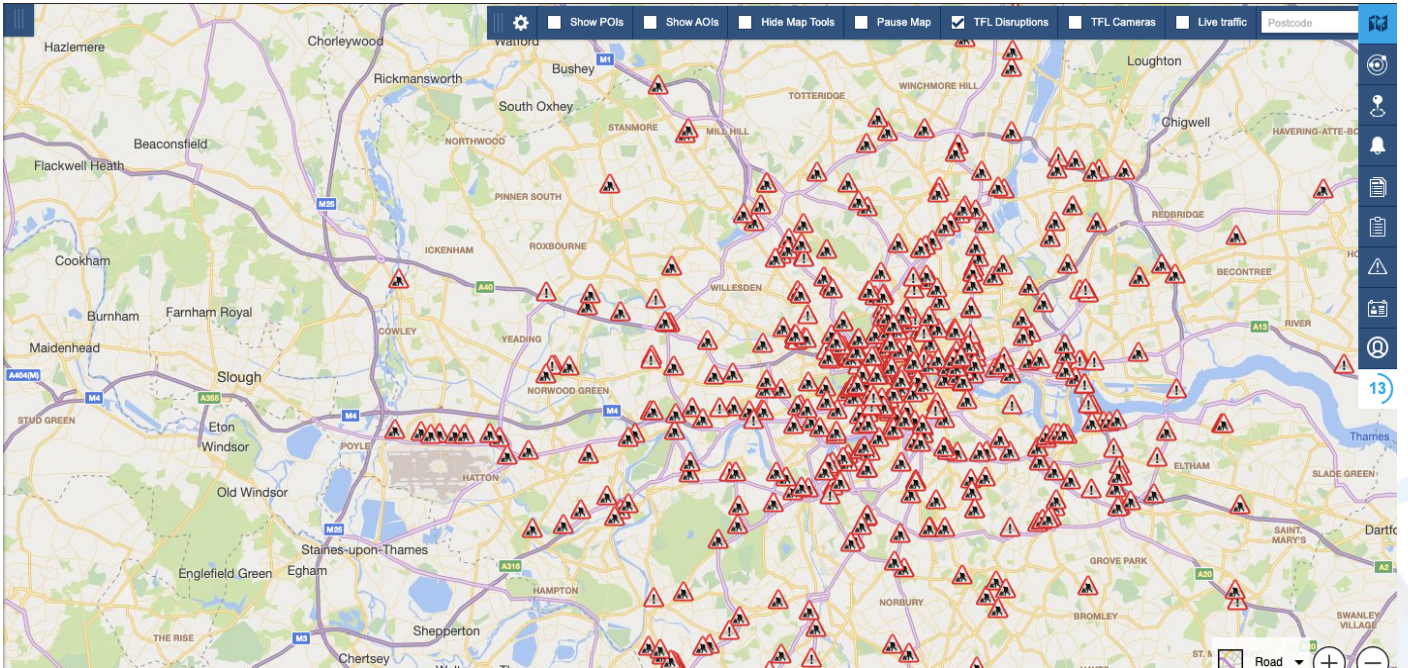 Show POIs
Show AOIs
Hide Map Tools
Pause Map
TFL Disruptions
TFL Cameras
Live traffic
Postcode
Hazlemere
Chorleywood
Watford
M1
Bushey
Loughton
Rickmansworth
WINCHMORE HILL
TOTTERIDGE
South Oxhey
Chigwell
STANMORE
MILL HILL
HAVERING-ATTE-BO
Beaconsfield
NORTHWOOD
Flackwell Heath
PINNER SOUTH
M25
REDBRIDGE
ROXBOURNE
ICKENHAM
Cookham
BECONTREE
A40
WILLESDEN
Farnham Royal
Burnham
RIVER
A13
COWLEY
YEADING
Maidenhead
A404(M)
Slough
13
NORWOOD GREEN
M4
A355
M4
M4
STUD GREEN
Eton
Windsor
POYLE
Thames
ELTHAM
SLADE GREEN
HATTON
Old Windsor
M25
SAINT.
MARY'S
Dartfo
Staines-upon-Thames
Englefield Green
Egham
A316
GROVE PARK
A20
A2
HAMPTON
NORBURY
BROMLEY
SWANLEY
VILLAGE
THE RISE
M3
Shepperton
Chertsey
Road